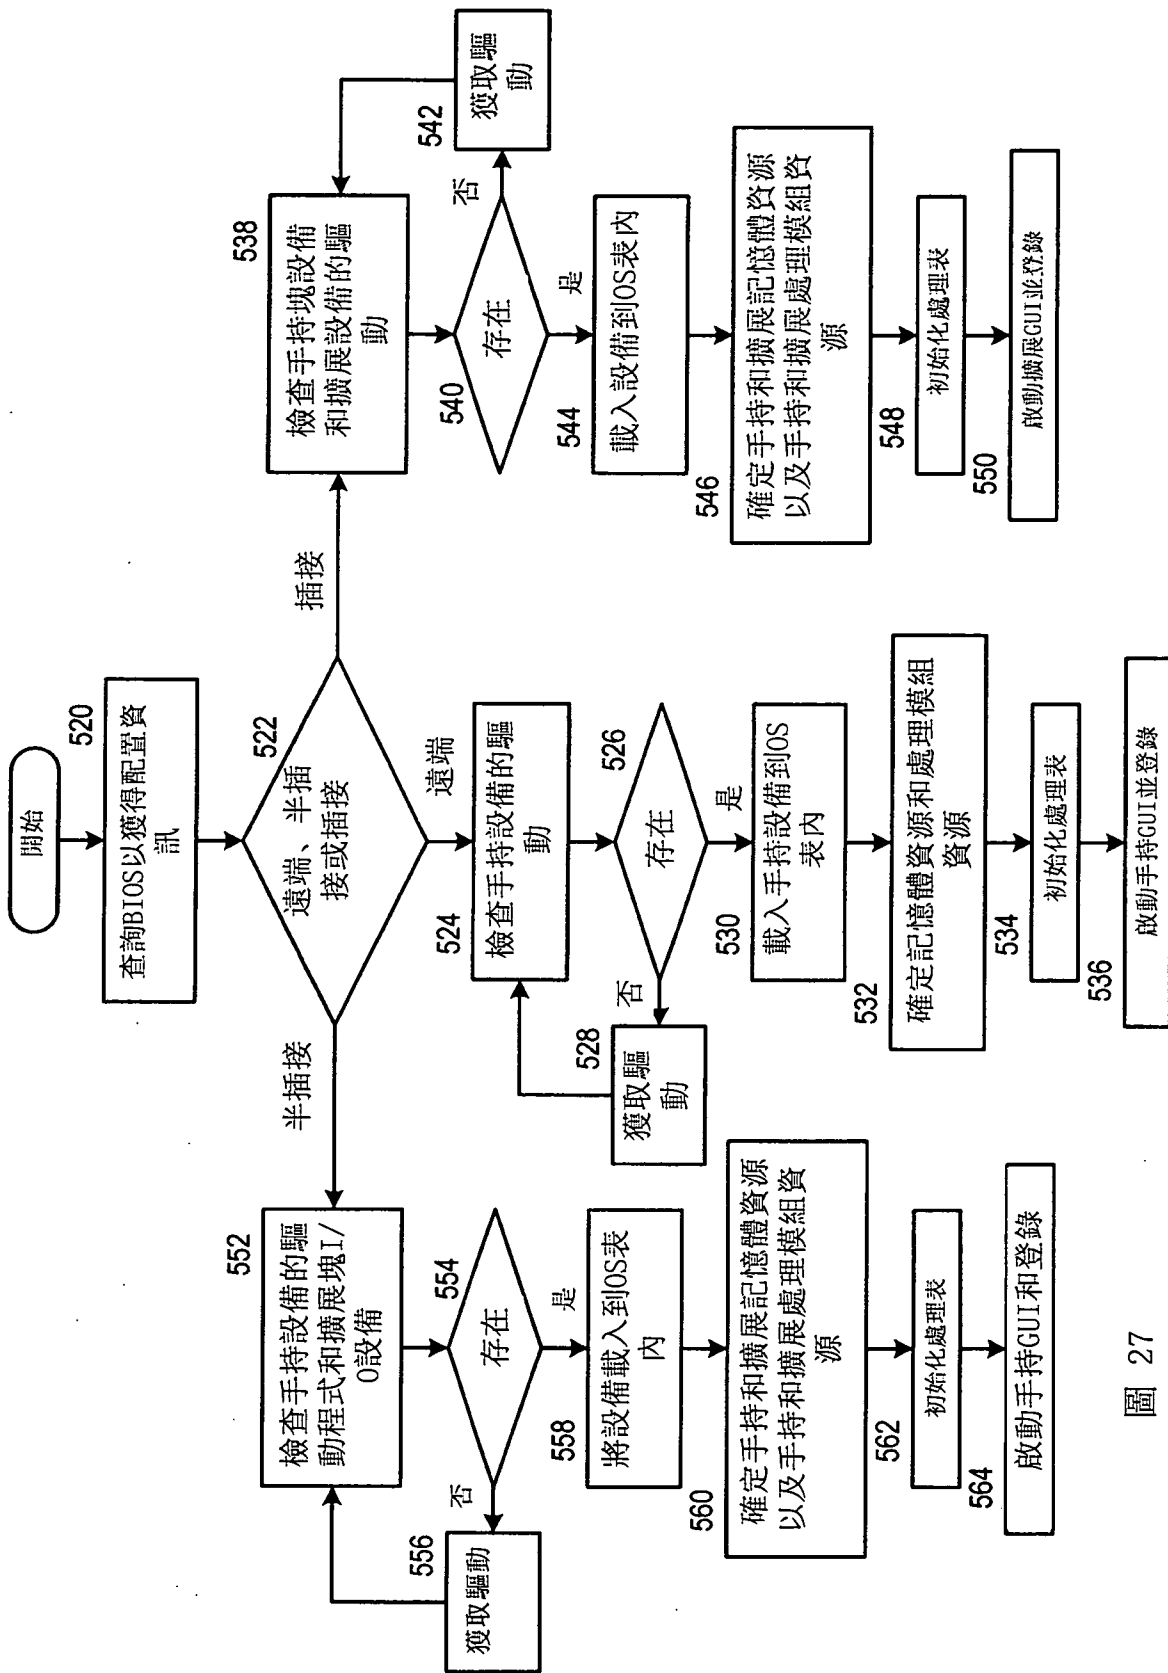 開始
520
查詢BIOS以獲得配置資
訊
522
遠端、半插
接或插接
半插接
遠端
插接
552
檢查手持設備的驅
動程式和擴展塊I/
O設備
554
存在
否
556
獲取驅動
是
558
將設備載入到OS表
內
560
確定手持和擴展記憶體資源
以及手持和擴展處理模組資
源
562
初始化處理表
564
啟動手持GUI和登錄
524
檢查手持設備的驅
動
526
存在
否
528
獲取驅
動
是
530
載入手持設備到OS
表內
532
確定記憶體資源和處理模組
資源
534
初始化處理表
536
啟動手持GUI並登錄
538
檢查手持塊設備
和擴展設備的驅
動
540
存在
否
542
獲取驅
動
是
544
載入設備到OS表內
546
確定手持和擴展記憶體資源
以及手持和擴展處理模組資
源
548
初始化處理表
550
啟動擴展GUI並登錄
圖 27